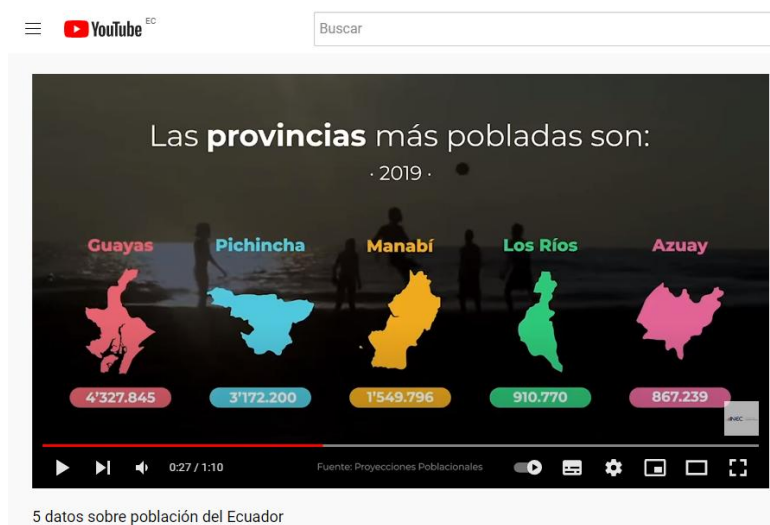 YouTube EC
Buscar
Las provincias más pobladas son:
· 2019 ·
Guayas Pichincha Manabí Los Ríos Azuay
4'327.845 3'172.200 1'549.796 910.770 867.239
INEC
0:27 / 1:10 Fuente: Proyecciones Poblacionales
5 datos sobre población del Ecuador